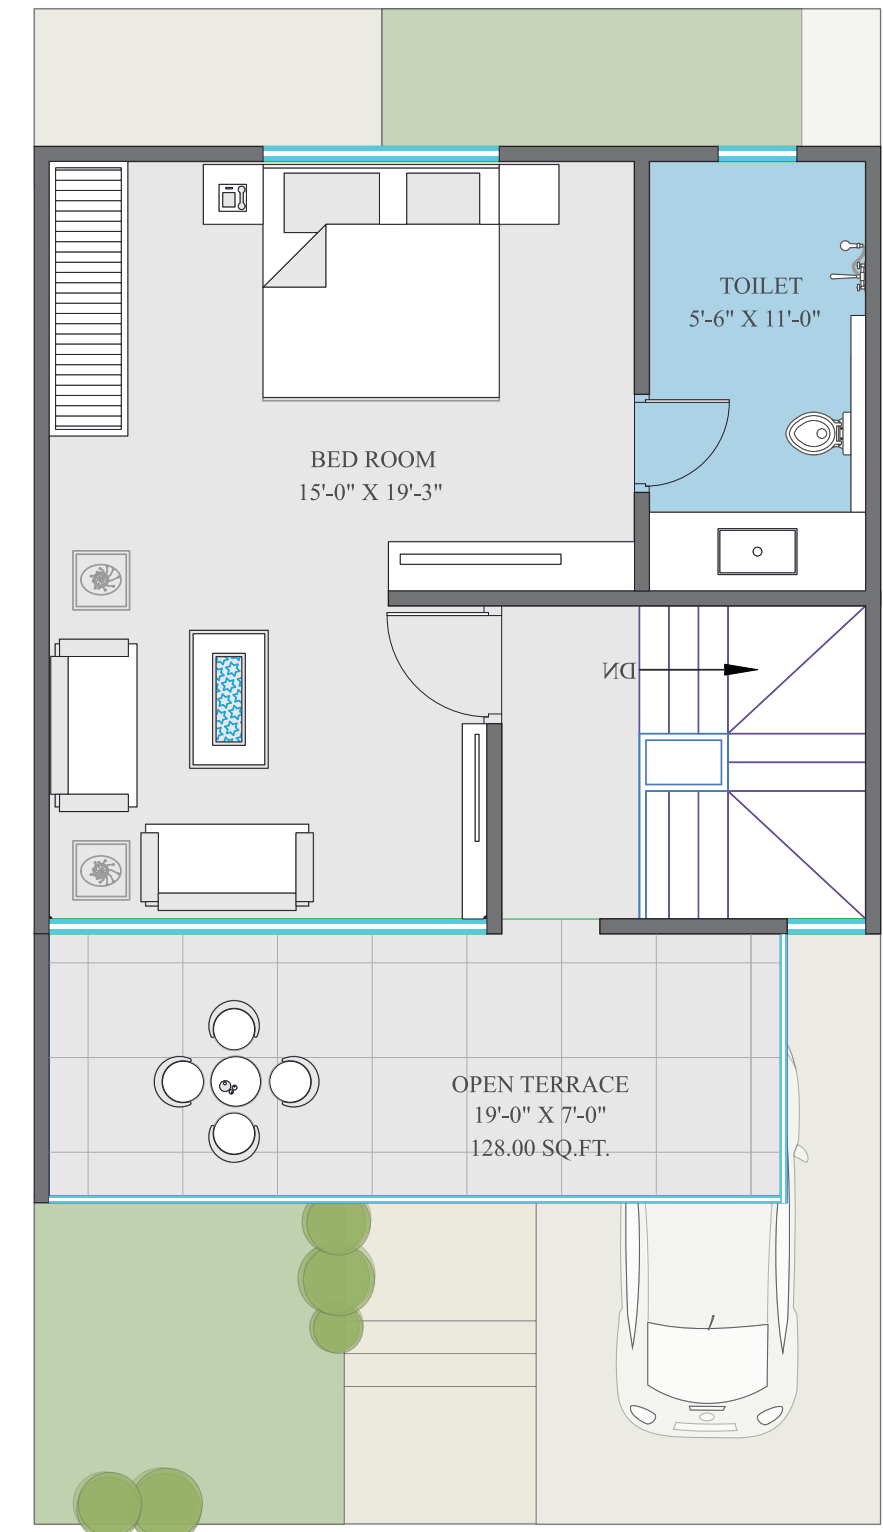 TOILET
5'-6" X 11'-0"
BED ROOM
15'-0" X 19'-3"
DN
OPEN TERRACE
19'-0" X 7'-0"
128.00 SQ.FT.